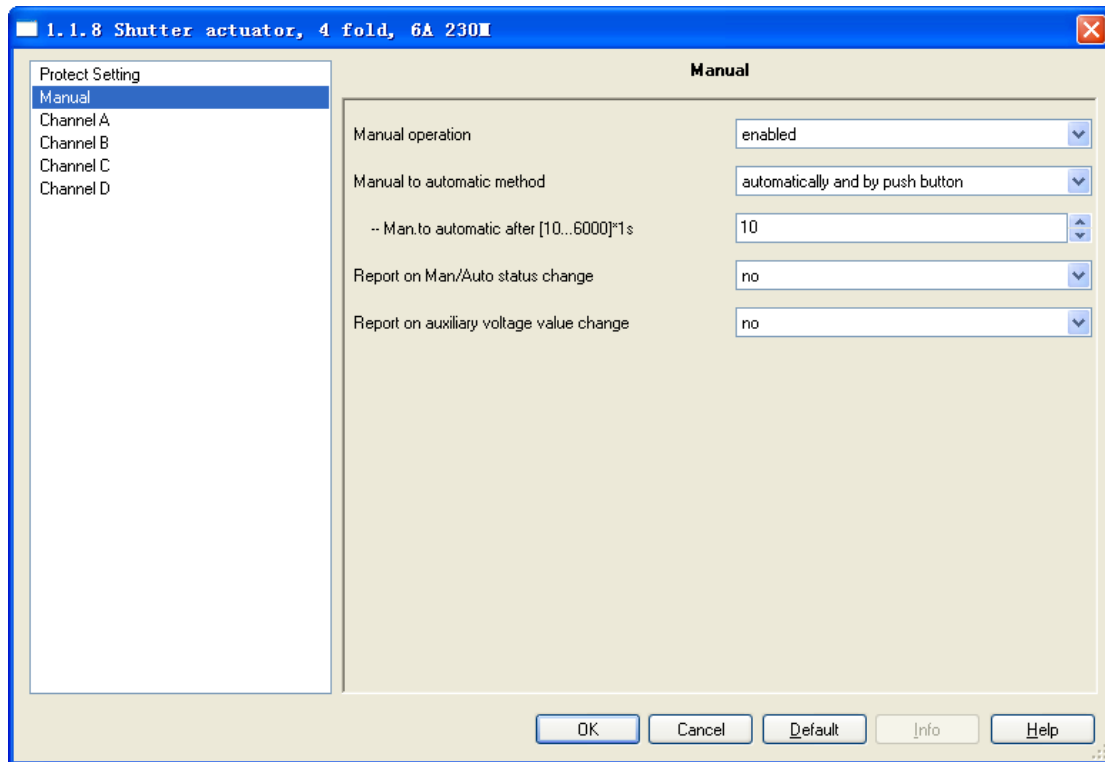 1.1.8 Shutter actuator, 4 fold, 6A 230M
Protect Setting
Manual
Channel A
Channel B
Channel C
Channel D
Manual
Manual operation
enabled
Manual to automatic method
automatically and by push button
-- Man.to automatic after [10...6000]*1s
10
Report on Man/Auto status change
no
Report on auxiliary voltage value change
no
OK
Cancel
Default
Info
Help